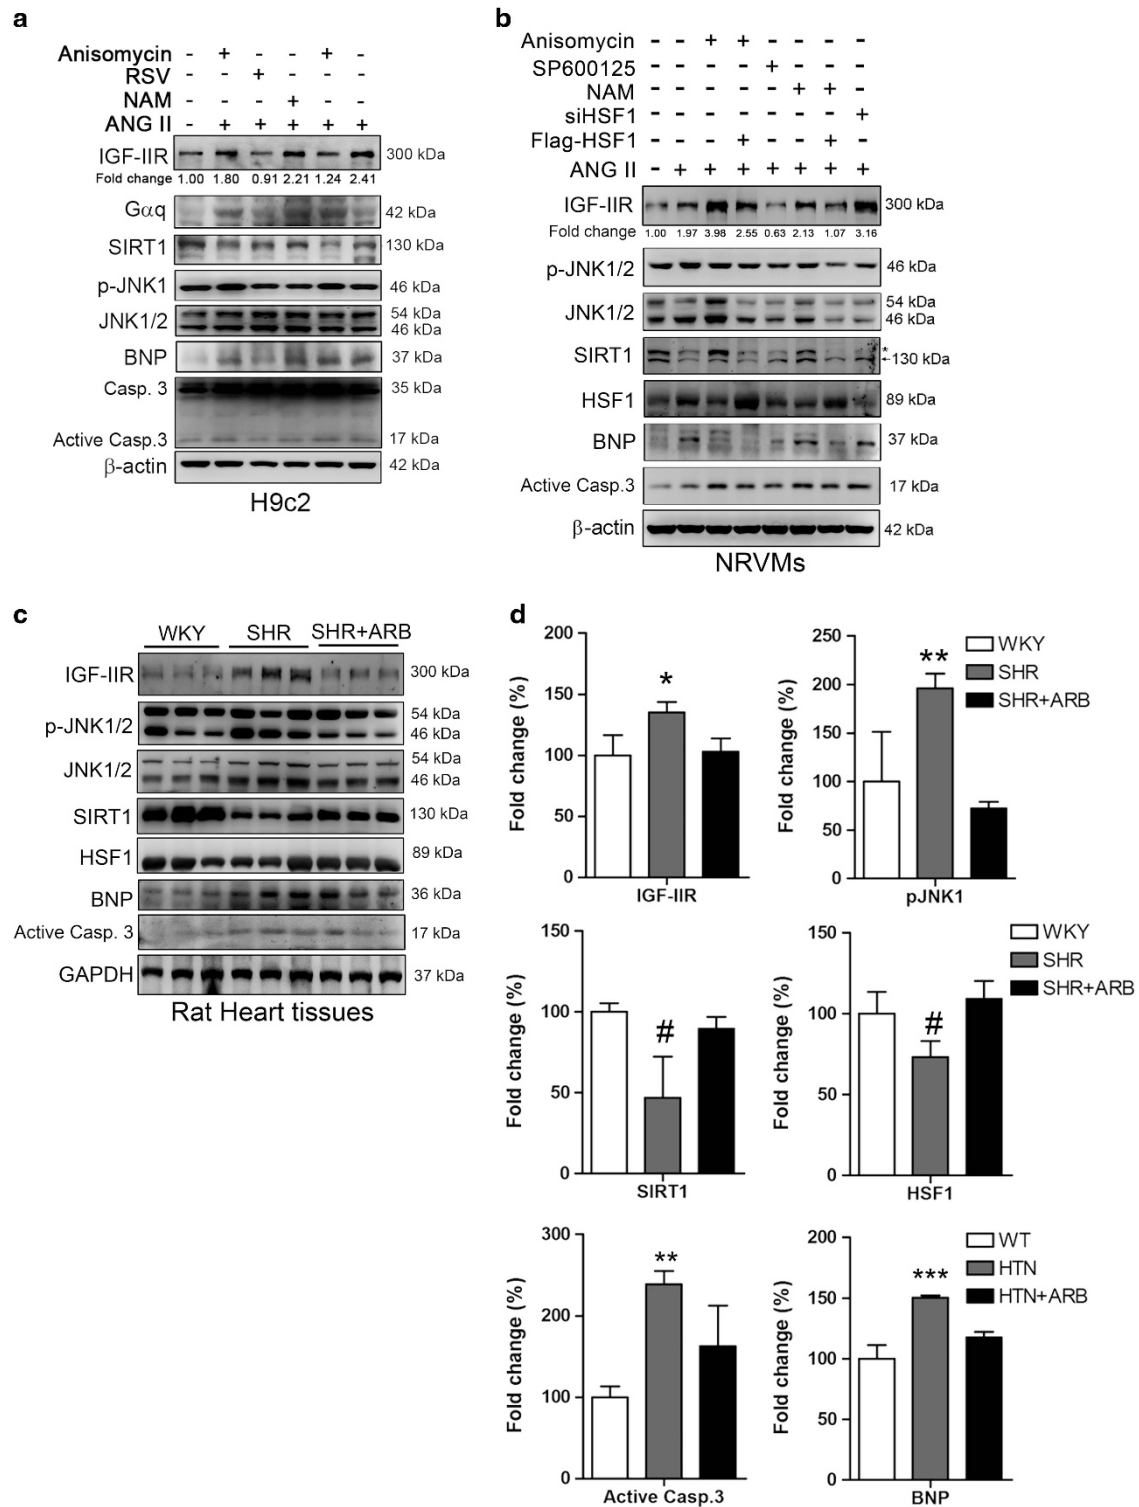 a
Anisomycin - + - - + -
RSV - - + - - -
NAM - - - + - -
ANG II - + + + + +
IGF-IIR 300 kDa
Fold change 1.00 1.80 0.91 2.21 1.24 2.41
Gαq 42 kDa
SIRT1 130 kDa
p-JNK1 46 kDa
JNK1/2 54 kDa
46 kDa
BNP 37 kDa
Casp. 3 35 kDa
Active Casp.3 17 kDa
β-actin 42 kDa
H9c2
b
Anisomycin - - + + - - - -
SP600125 - - - - + - - -
NAM - - - - - + + -
siHSF1 - - - - - - - +
Flag-HSF1 - - - + - - + -
ANG II - + + + + + + +
IGF-IIR 300 kDa
Fold change 1.00 1.97 3.98 2.55 0.63 2.13 1.07 3.16
p-JNK1/2 46 kDa
JNK1/2 54 kDa
46 kDa
SIRT1 *
←130 kDa
HSF1 89 kDa
BNP 37 kDa
Active Casp.3 17 kDa
β-actin 42 kDa
NRVMs
c
WKY SHR SHR+ARB
IGF-IIR 300 kDa
p-JNK1/2 54 kDa
46 kDa
JNK1/2 54 kDa
46 kDa
SIRT1 130 kDa
HSF1 89 kDa
BNP 36 kDa
Active Casp. 3 17 kDa
GAPDH 37 kDa
Rat Heart tissues
d
Fold change (%)
200
150
100
50
0
*
IGF-IIR
Fold change (%)
250
200
150
100
50
0
**
pJNK1
WKY
SHR
SHR+ARB
Fold change (%)
150
100
50
0
#
SIRT1
Fold change (%)
150
100
50
0
#
HSF1
WKY
SHR
SHR+ARB
Fold change (%)
300
200
100
0
**
Active Casp.3
Fold change (%)
200
150
100
50
0
***
BNP
WT
HTN
HTN+ARB